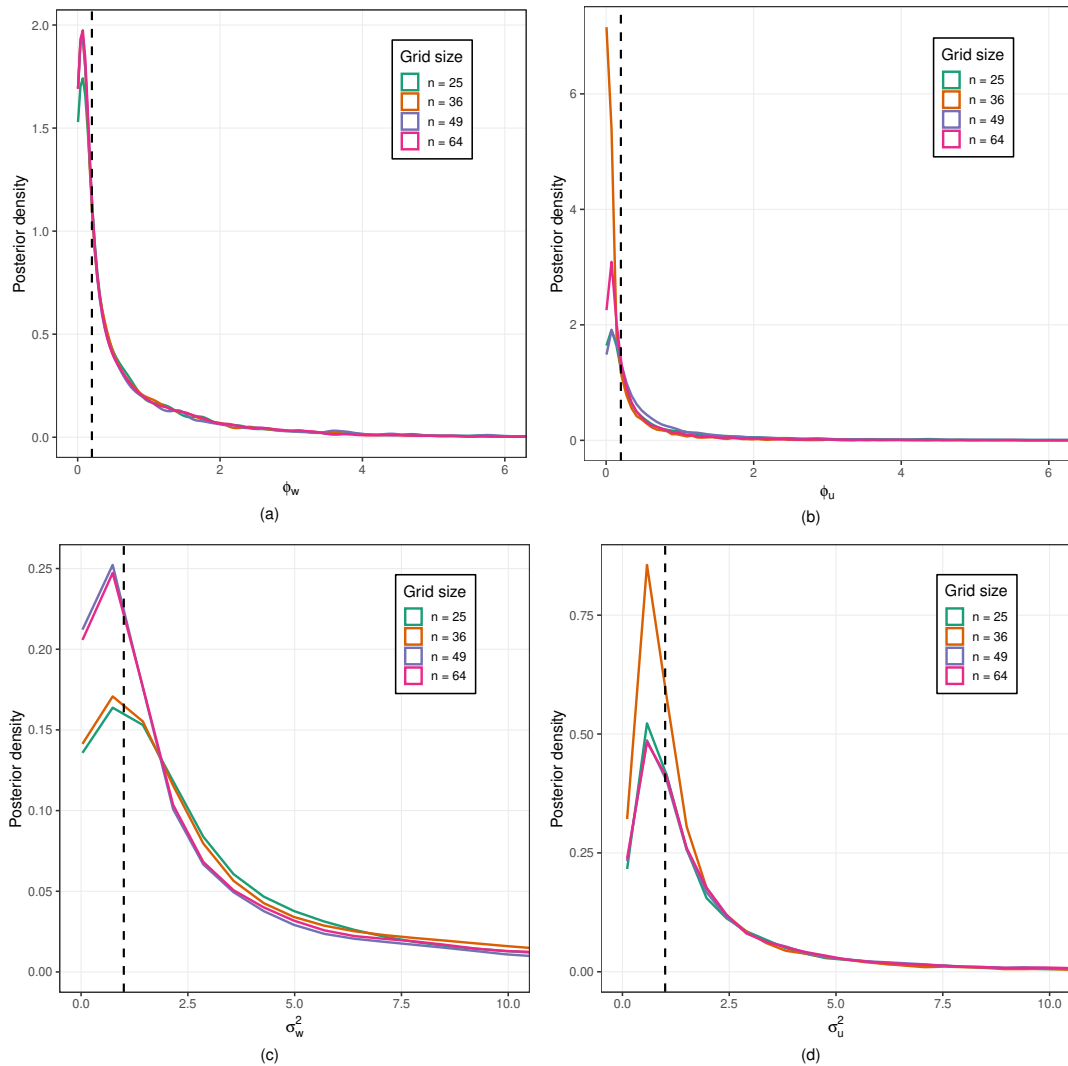 Posterior density
2.0
1.5
1.0
0.5
0.0
Grid size
n = 25
n = 36
n = 49
n = 64
0
2
4
6
ϕw
(a)
Posterior density
6
4
2
0
Grid size
n = 25
n = 36
n = 49
n = 64
0
2
4
6
ϕu
(b)
Posterior density
0.25
0.20
0.15
0.10
0.05
0.00
Grid size
n = 25
n = 36
n = 49
n = 64
0.0
2.5
5.0
7.5
10.0
σ²w
(c)
Posterior density
0.75
0.50
0.25
0.00
Grid size
n = 25
n = 36
n = 49
n = 64
0.0
2.5
5.0
7.5
10.0
σ²u
(d)